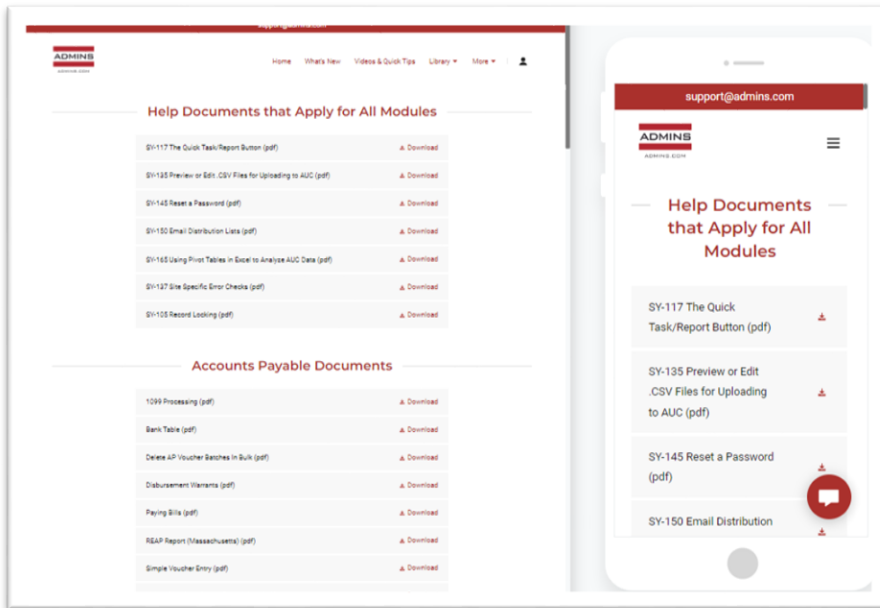 support@admins.com
ADMINS
ADMINS.COM
Home What's New Videos & Quick Tips Library More
Help Documents that Apply for All Modules
SY-117 The Quick Task/Report Button (pdf) Download
SY-135 Preview or Edit .CSV Files for Uploading to AUC (pdf) Download
SY-145 Reset a Password (pdf) Download
SY-150 Email Distribution Lists (pdf) Download
SY-165 Using Pivot Tables in Excel to Analyze AUC Data (pdf) Download
SY-137 Site Specific Error Checks (pdf) Download
SY-105 Record Locking (pdf) Download
Accounts Payable Documents
1099 Processing (pdf) Download
Bank Table (pdf) Download
Delete AP Voucher Batches In Bulk (pdf) Download
Disbursement Warrants (pdf) Download
Paying Bills (pdf) Download
REAP Report (Massachusetts) (pdf) Download
Simple Voucher Entry (pdf) Download
support@admins.com
ADMINS
ADMINS.COM
Help Documents
that Apply for All
Modules
SY-117 The Quick
Task/Report Button (pdf)
SY-135 Preview or Edit
.CSV Files for Uploading
to AUC (pdf)
SY-145 Reset a Password
(pdf)
SY-150 Email Distribution